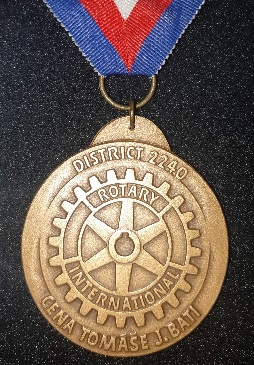 DISTRICT 2240
ROTARY
INTERNATIONAL
CENA TOMÁŠE J. BATI